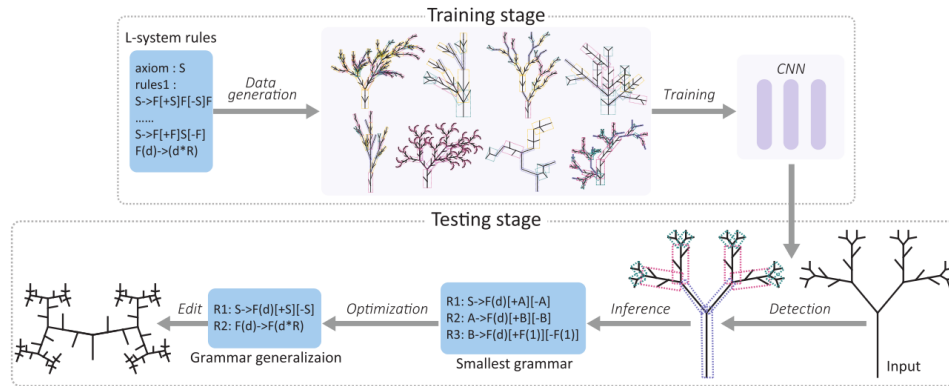 Training stage
L-system rules
axiom : S
rules1 :
S->F[+S]F[-S]F
......
S->F[+F]S[-F]
F(d)->(d*R)
Data
generation
Training
CNN
Testing stage
Edit
R1: S->F(d)[+S][-S]
R2: F(d)->F(d*R)
Grammar generalizaion
Optimization
R1: S->F(d)[+A][-A]
R2: A->F(d)[+B][-B]
R3: B->F(d)[+F(1)][-F(1)]
Smallest grammar
Inference
Detection
Input